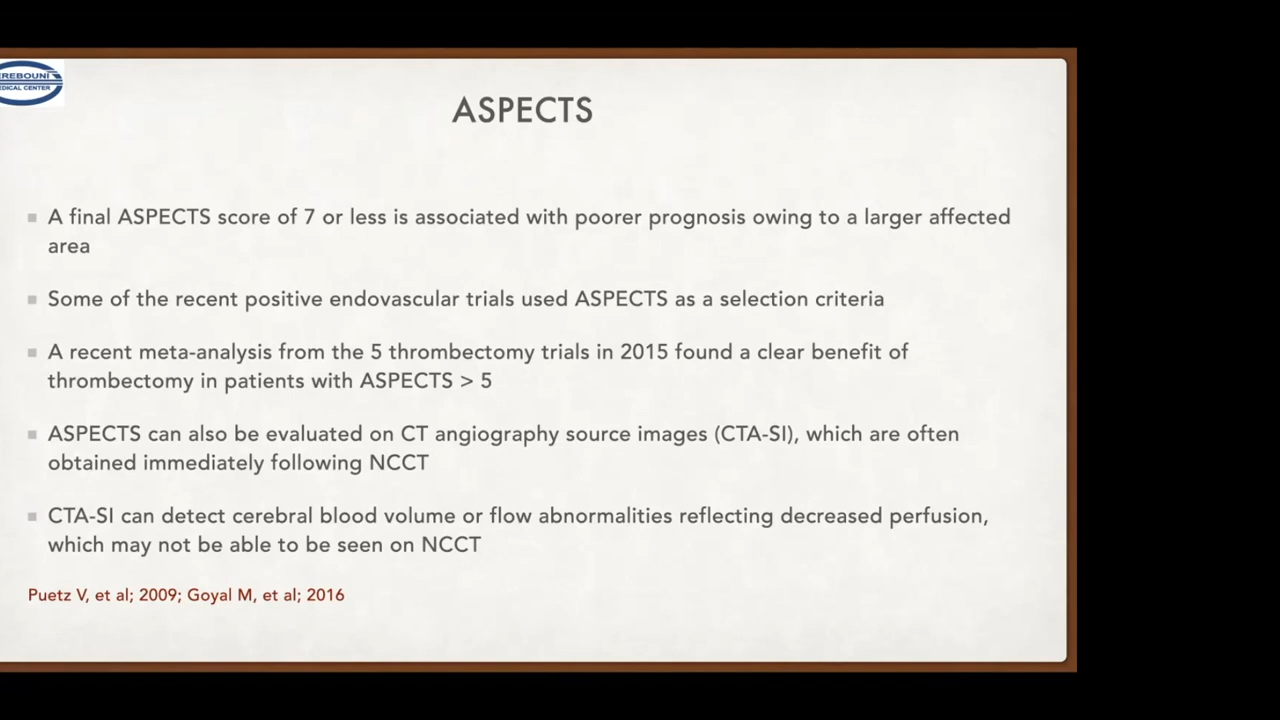 EREBOUNI
EDICAL CENTER
ASPECTS
A final ASPECTS score of 7 or less is associated with poorer prognosis owing to a larger affected
area
Some of the recent positive endovascular trials used ASPECTS as a selection criteria
A recent meta-analysis from the 5 thrombectomy trials in 2015 found a clear benefit of
thrombectomy in patients with ASPECTS > 5
ASPECTS can also be evaluated on CT angiography source images (CTA-SI), which are often
obtained immediately following NCCT
CTA-SI can detect cerebral blood volume or flow abnormalities reflecting decreased perfusion,
which may not be able to be seen on NCCT
Puetz V, et al; 2009; Goyal M, et al; 2016